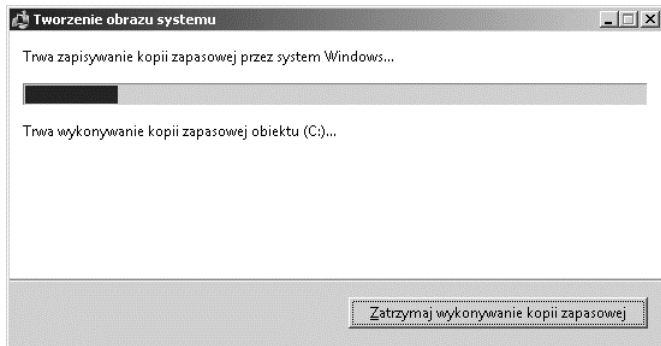 Tworzenie obrazu systemu
Trwa zapisywanie kopii zapasowej przez system Windows...
Trwa wykonywanie kopii zapasowej obiektu (C:)...
Zatrzymaj wykonywanie kopii zapasowej